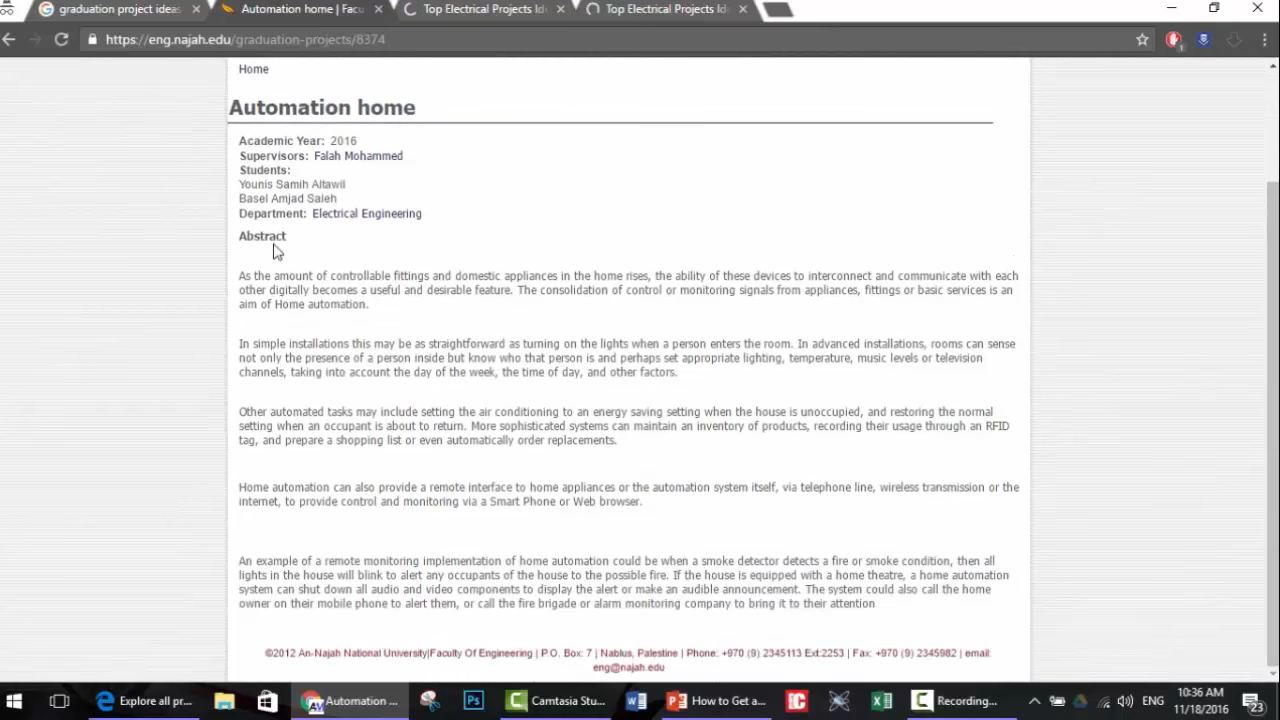 graduation project ideas
Automation home | Facu
Top Electrical Projects Id
Top Electrical Projects Id
https://eng.najah.edu/graduation-projects/8374
Home
Automation home
Academic Year: 2016
Supervisors: Falah Mohammed
Students:
Younis Samih Altawil
Basel Amjad Saleh
Department: Electrical Engineering
Abstract
As the amount of controllable fittings and domestic appliances in the home rises, the ability of these devices to interconnect and communicate with each
other digitally becomes a useful and desirable feature. The consolidation of control or monitoring signals from appliances, fittings or basic services is an
aim of Home automation.
In simple installations this may be as straightforward as turning on the lights when a person enters the room. In advanced installations, rooms can sense
not only the presence of a person inside but know who that person is and perhaps set appropriate lighting, temperature, music levels or television
channels, taking into account the day of the week, the time of day, and other factors.
Other automated tasks may include setting the air conditioning to an energy saving setting when the house is unoccupied, and restoring the normal
setting when an occupant is about to return. More sophisticated systems can maintain an inventory of products, recording their usage through an RFID
tag, and prepare a shopping list or even automatically order replacements.
Home automation can also provide a remote interface to home appliances or the automation system itself, via telephone line, wireless transmission or the
internet, to provide control and monitoring via a Smart Phone or Web browser.
An example of a remote monitoring implementation of home automation could be when a smoke detector detects a fire or smoke condition, then all
lights in the house will blink to alert any occupants of the house to the possible fire. If the house is equipped with a home theatre, a home automation
system can shut down all audio and video components to display the alert or make an audible announcement. The system could also call the home
owner on their mobile phone to alert them, or call the fire brigade or alarm monitoring company to bring it to their attention
©2012 An-Najah National University|Faculty Of Engineering | P.O. Box: 7 | Nablus, Palestine | Phone: +970 (9) 2345113 Ext:2253 | Fax: +970 (9) 2345982 | email:
eng@najah.edu
Explore all pr...
Automation ...
Camtasia Stu...
How to Get a...
Recording...
ENG
10:36 AM
11/18/2016
23